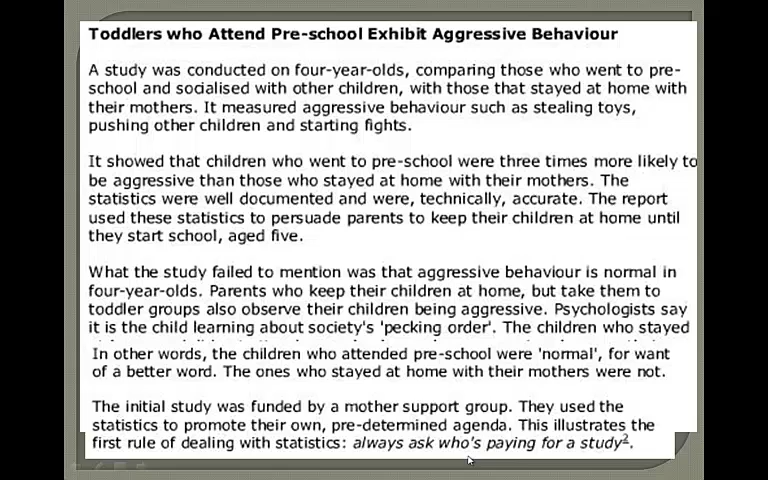 Toddlers who Attend Pre-school Exhibit Aggressive Behaviour
A study was conducted on four-year-olds, comparing those who went to pre-
school and socialised with other children, with those that stayed at home with
their mothers. It measured aggressive behaviour such as stealing toys,
pushing other children and starting fights.
It showed that children who went to pre-school were three times more likely to
be aggressive than those who stayed at home with their mothers. The
statistics were well documented and were, technically, accurate. The report
used these statistics to persuade parents to keep their children at home until
they start school, aged five.
What the study failed to mention was that aggressive behaviour is normal in
four-year-olds. Parents who keep their children at home, but take them to
toddler groups also observe their children being aggressive. Psychologists say
it is the child learning about society's 'pecking order'. The children who stayed
In other words, the children who attended pre-school were 'normal', for want
of a better word. The ones who stayed at home with their mothers were not.
The initial study was funded by a mother support group. They used the
statistics to promote their own, pre-determined agenda. This illustrates the
first rule of dealing with statistics: always ask who's paying for a study2.